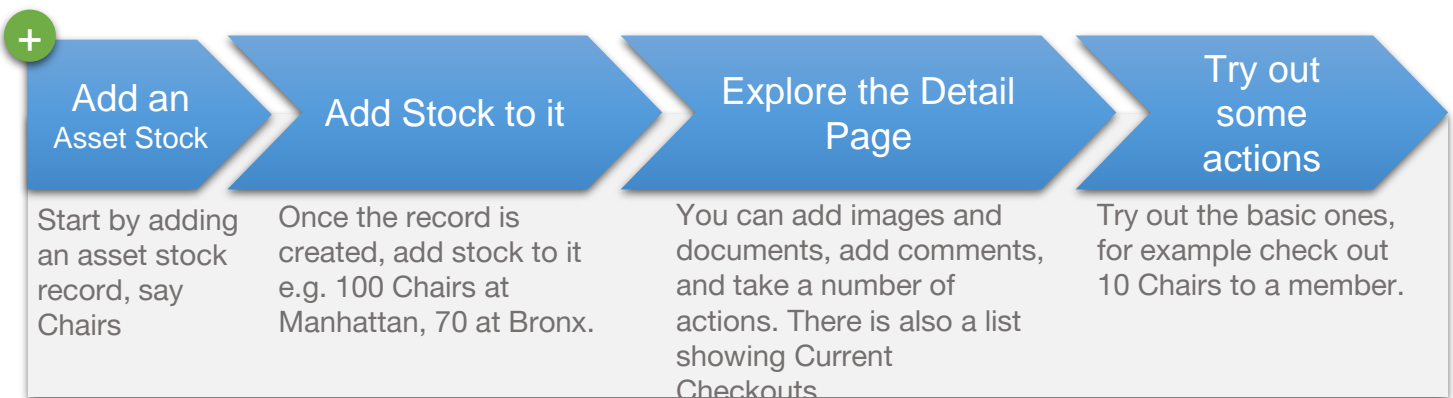 +
Add an
Asset Stock
Add Stock to it
Explore the Detail
Page
Try out
some
actions
Start by adding
an asset stock
record, say
Chairs
Once the record is
created, add stock to it
e.g. 100 Chairs at
Manhattan, 70 at Bronx.
You can add images and
documents, add comments,
and take a number of
actions. There is also a list
showing Current
Checkouts
Try out the basic ones,
for example check out
10 Chairs to a member.